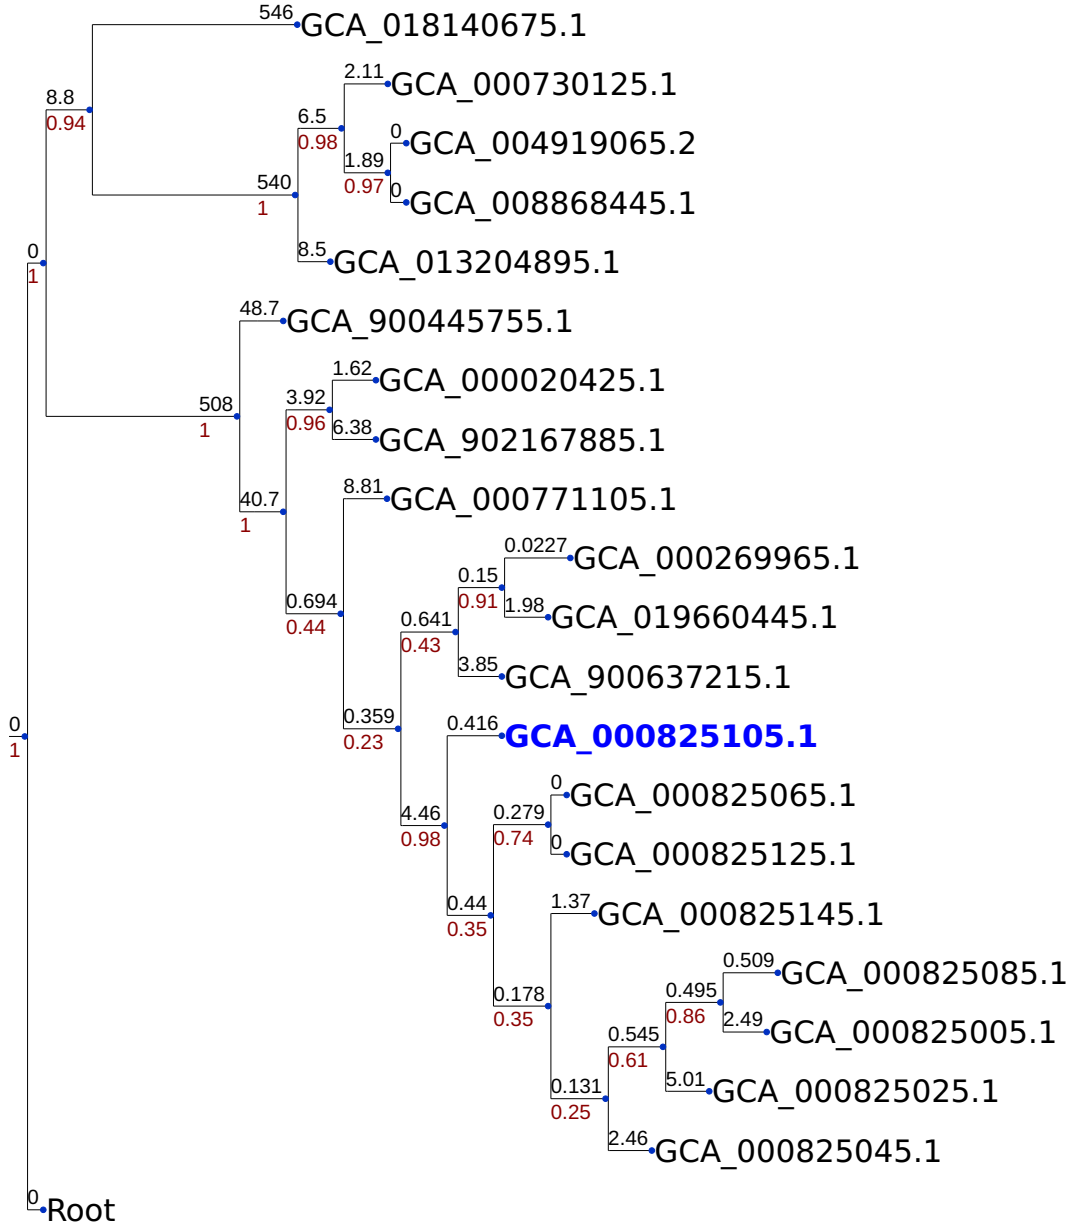 546
GCA_018140675.1
2.11
GCA_000730125.1
8.8
0.94
6.5
0.98
0
GCA_004919065.2
1.89
0.97
0
GCA_008868445.1
540
1
0
1
8.5
GCA_013204895.1
48.7
GCA_900445755.1
1.62
GCA_000020425.1
508
1
3.92
0.96
6.38
GCA_902167885.1
40.7
1
8.81
GCA_000771105.1
0.0227
GCA_000269965.1
0.15
0.91
0.694
0.44
0.641
0.43
1.98
GCA_019660445.1
3.85
GCA_900637215.1
0
1
0.359
0.23
0.416
GCA_000825105.1
0
GCA_000825065.1
4.46
0.98
0.279
0.74
0
GCA_000825125.1
0.44
0.35
1.37
GCA_000825145.1
0.509
GCA_000825085.1
0.178
0.35
0.495
0.86
2.49
GCA_000825005.1
0.545
0.61
5.01
GCA_000825025.1
0.131
0.25
2.46
GCA_000825045.1
0
Root